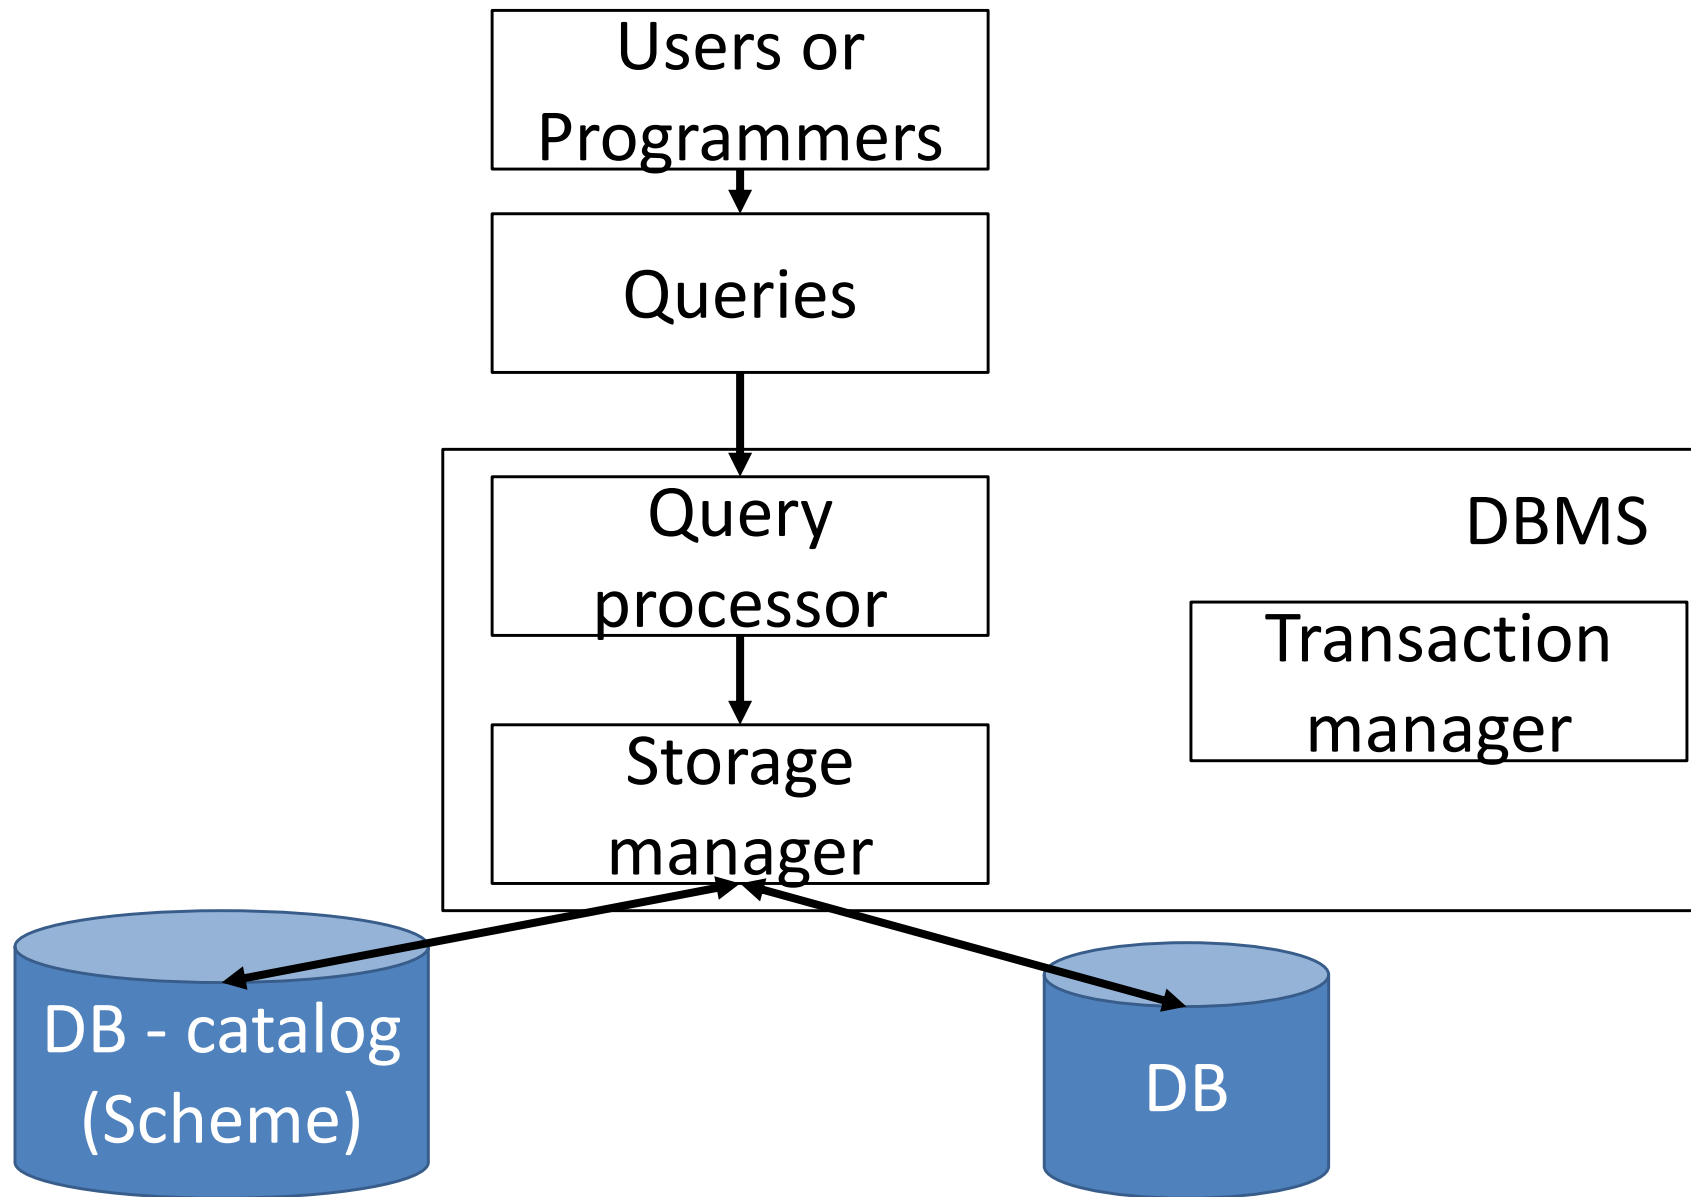 Users or
Programmers
Queries
Query
processor
DBMS
Transaction
manager
Storage
manager
DB - catalog
(Scheme)
DB